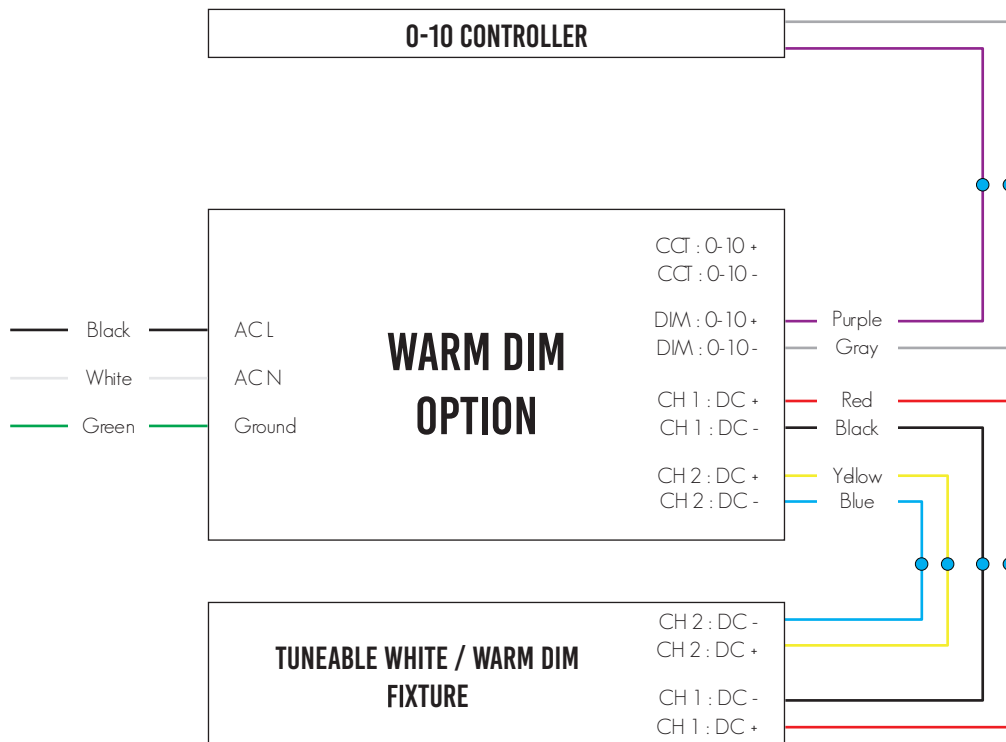 0-10 CONTROLLER
CCT : 0-10 +
CCT : 0-10 -
DIM : 0-10 +
DIM : 0-10 -
Purple
Gray
Black
AC L
White
AC N
Green
Ground
WARM DIM
OPTION
CH 1 : DC +
CH 1 : DC -
Red
Black
CH 2 : DC +
CH 2 : DC -
Yellow
Blue
TUNEABLE WHITE / WARM DIM
FIXTURE
CH 2 : DC -
CH 2 : DC +
CH 1 : DC -
CH 1 : DC +